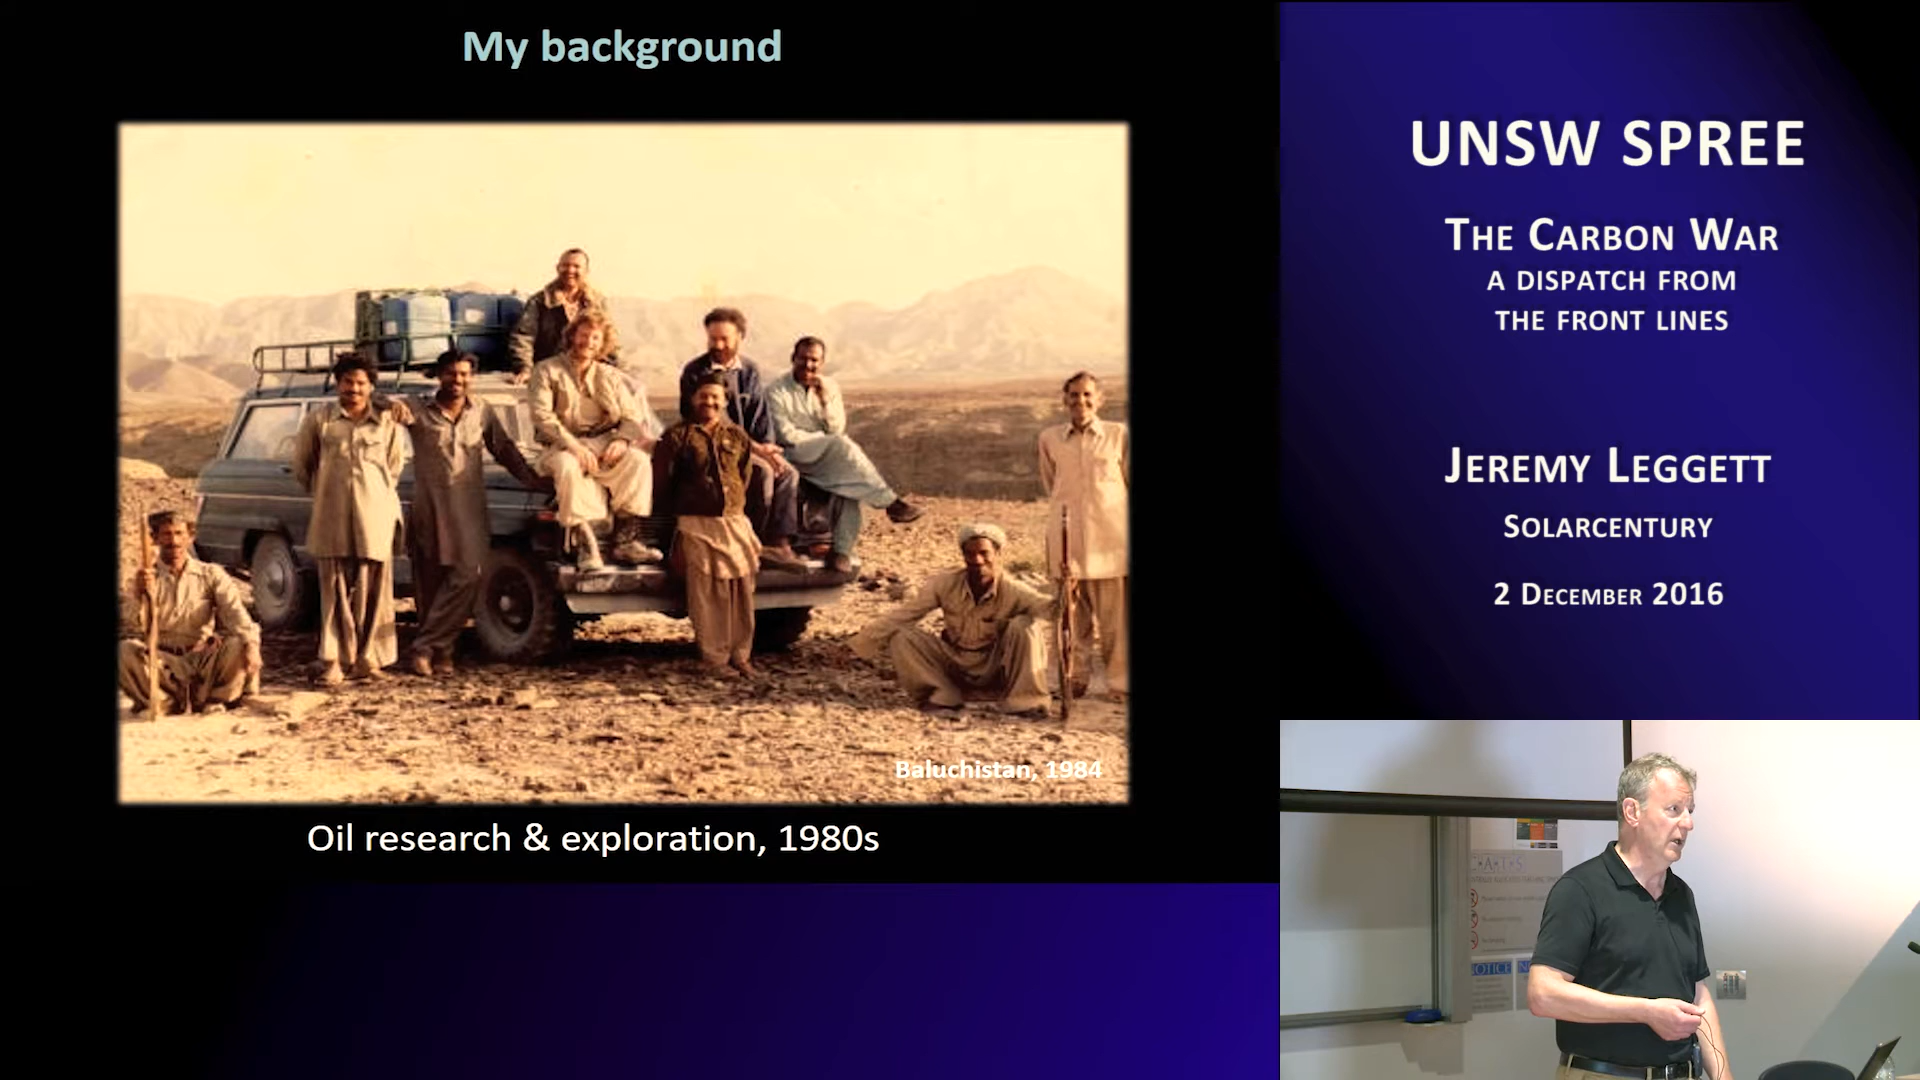 My background
Baluchistan, 1984
Oil research & exploration, 1980s
UNSW SPREE
THE CARBON WAR
A DISPATCH FROM
THE FRONT LINES
JEREMY LEGGETT
SOLARCENTURY
2 DECEMBER 2016